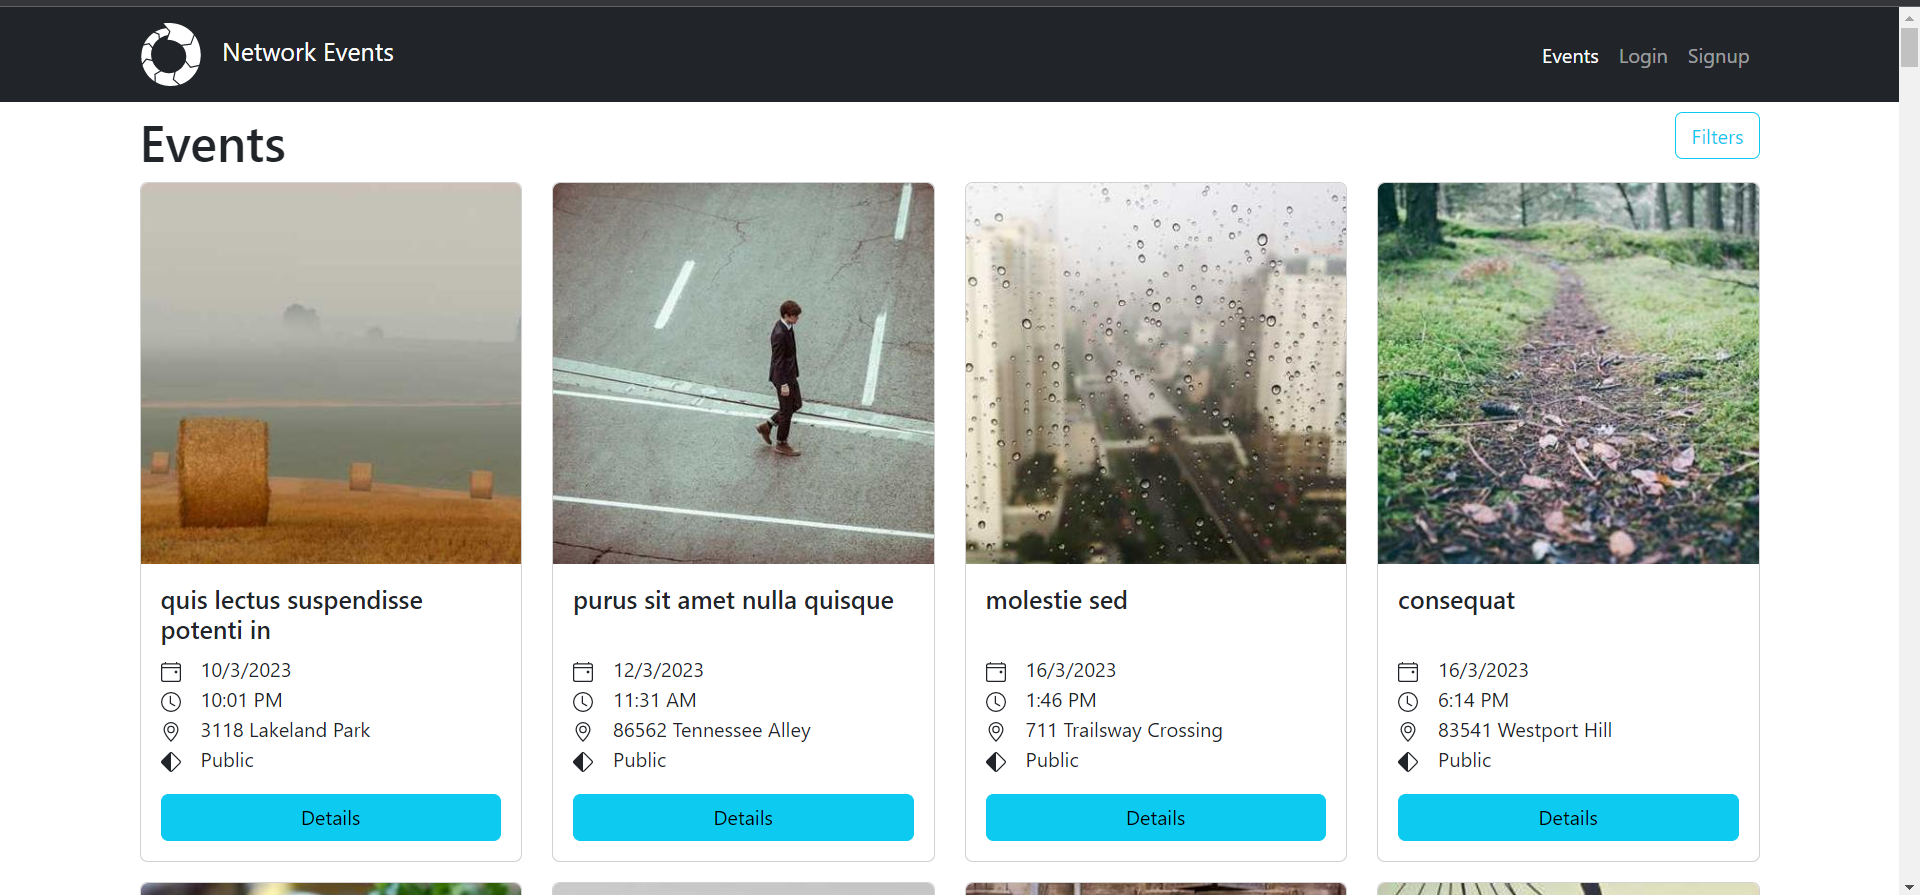 Network Events
Events
Login
Signup
Events
Filters
quis lectus suspendisse
potenti in
10/3/2023
10:01 PM
3118 Lakeland Park
Public
Details
purus sit amet nulla quisque
12/3/2023
11:31 AM
86562 Tennessee Alley
Public
Details
molestie sed
16/3/2023
1:46 PM
711 Trailsway Crossing
Public
Details
consequat
16/3/2023
6:14 PM
83541 Westport Hill
Public
Details